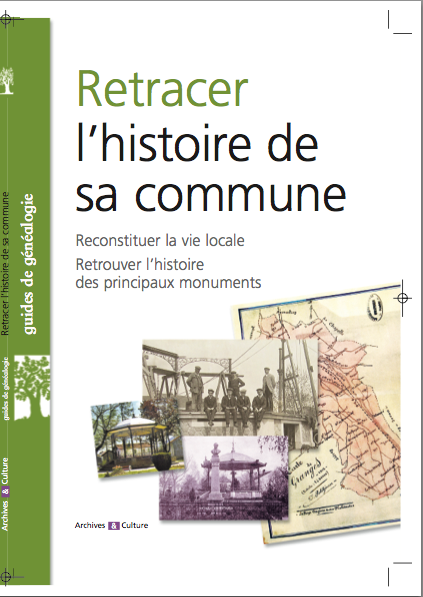 Retracer
l'histoire de
sa commune
Reconstituer la vie locale
Retrouver l'histoire
des principaux monuments
Archives & Culture
guides de généalogie
Retracer l'histoire de sa commune
guides de généalogie
Archives & Culture
Granges